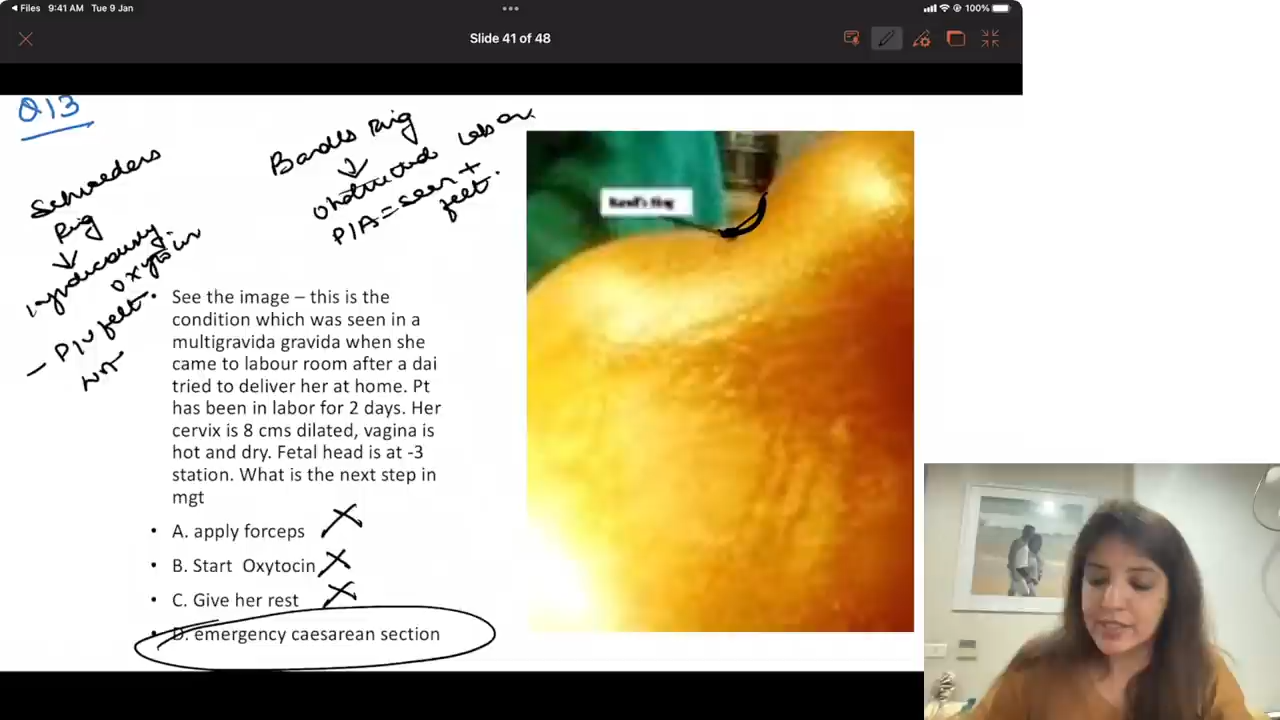 Files 9:41 AM Tue 9 Jan
100%
Slide 41 of 48
Q13
Schroeders
Ring
Injudiciously
oxytocin
- P/V felt.
Bandls Ring
Obstructed Labour
P/A = seen +
felt.
Bandl's Ring
• See the image – this is the
condition which was seen in a
multigravida gravida when she
came to labour room after a dai
tried to deliver her at home. Pt
has been in labor for 2 days. Her
cervix is 8 cms dilated, vagina is
hot and dry. Fetal head is at -3
station. What is the next step in
mgt
• A. apply forceps
• B. Start Oxytocin
• C. Give her rest
• D. emergency caesarean section